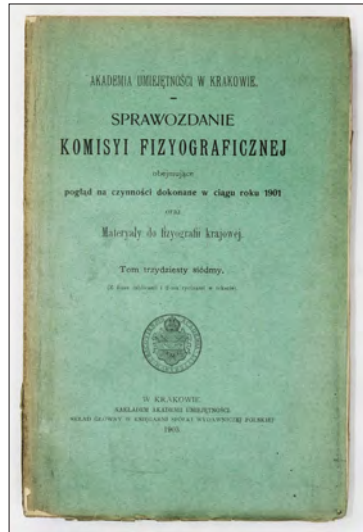 AKADEMIA UMIEJĘTNOŚCI W KRAKOWIE.
SPRAWOZDANIE
KOMISYI FIZYOGRAFICZNEJ
obejmujące
pogląd na czynności dokonane w ciągu roku 1901
oraz
Materyały do fizyografii krajowej.
Tom trzydziesty siódmy.
W KRAKOWIE.
NAKŁADEM AKADEMII UMIEJĘTNOŚCI.
SKŁAD GŁÓWNY W KSIĘGARNI SPÓŁKI WYDAWNICZEJ POLSKIEJ